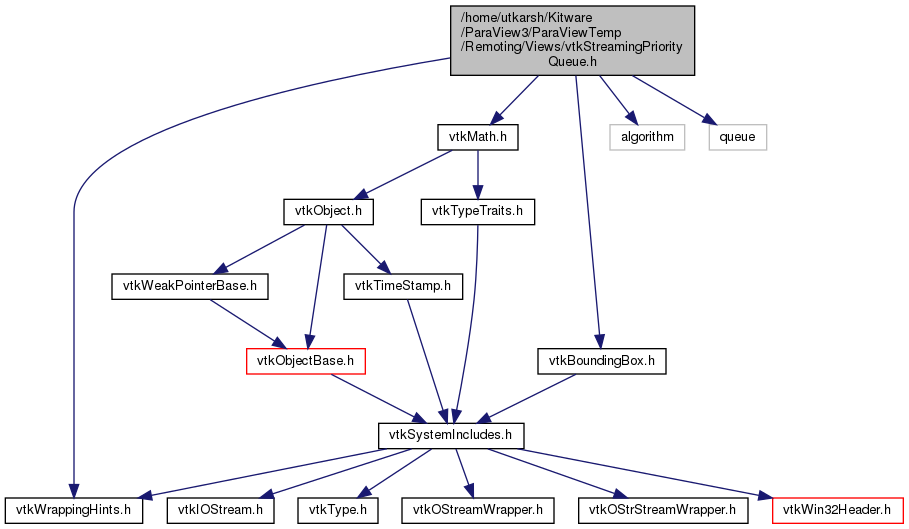 /home/utkarsh/Kitware
/ParaView3/ParaViewTemp
/Remoting/Views/vtkStreamingPriority
Queue.h
vtkMath.h
algorithm
queue
vtkObject.h
vtkTypeTraits.h
vtkWeakPointerBase.h
vtkTimeStamp.h
vtkObjectBase.h
vtkBoundingBox.h
vtkSystemIncludes.h
vtkWrappingHints.h
vtkIOStream.h
vtkType.h
vtkOStreamWrapper.h
vtkOStrStreamWrapper.h
vtkWin32Header.h